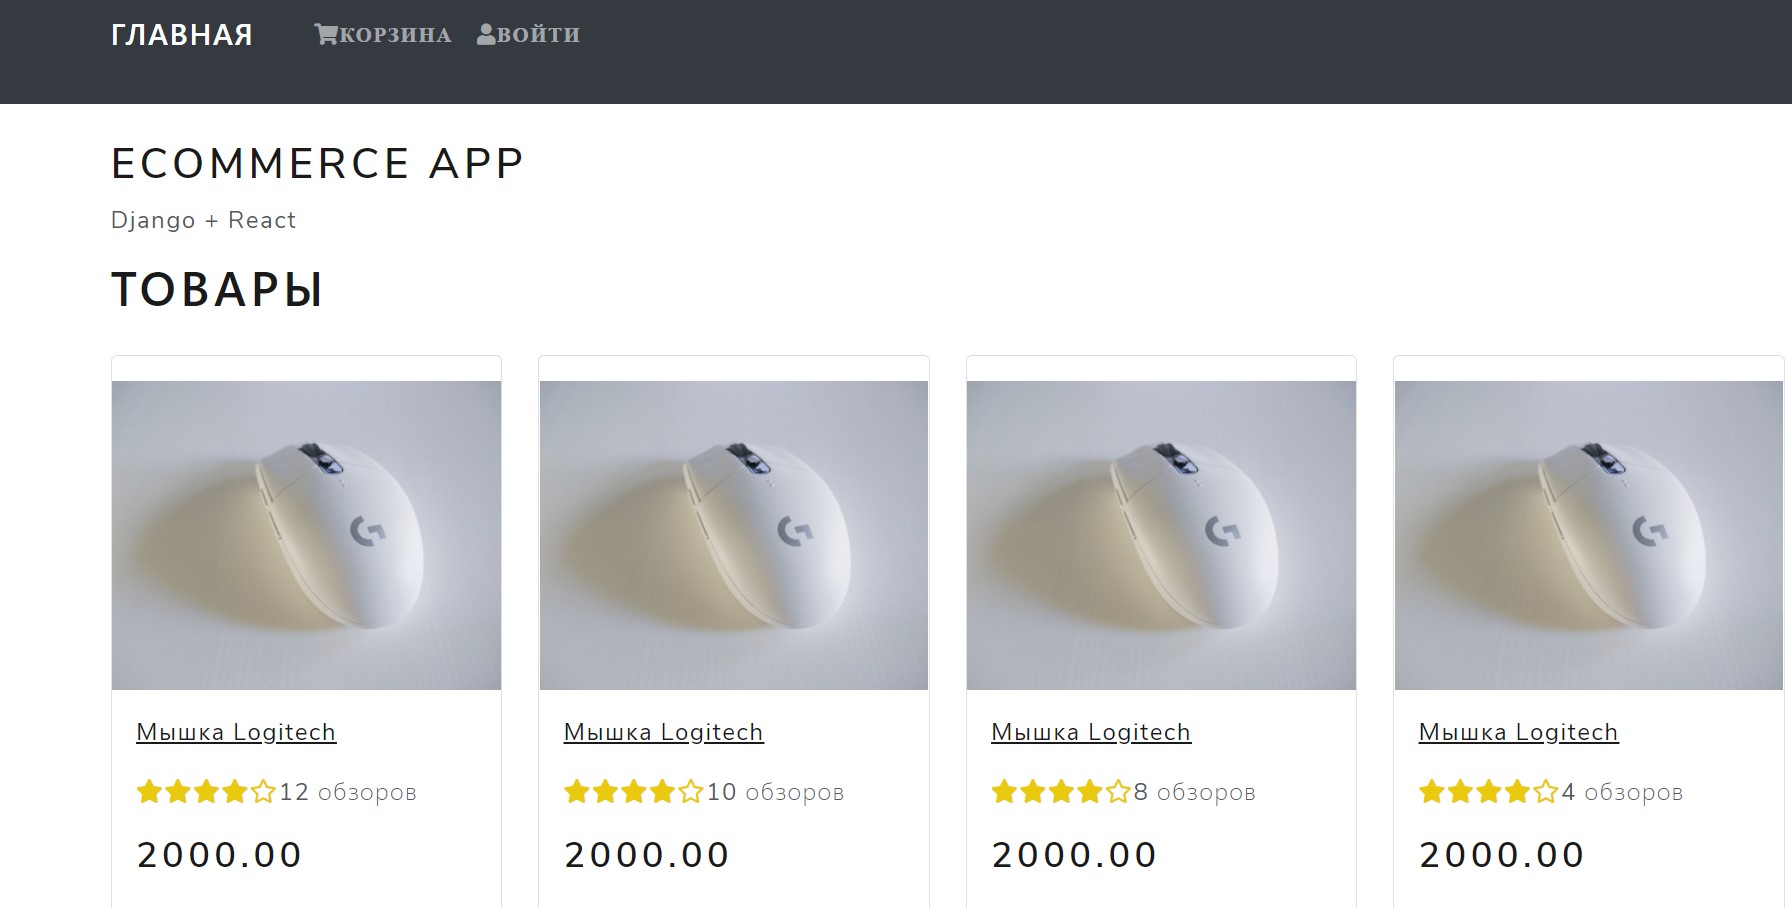 ГЛАВНАЯ КОРЗИНА ВОЙТИ
ECOMMERCE APP
Django + React
ТОВАРЫ
Мышка Logitech Мышка Logitech Мышка Logitech Мышка Logitech
12 обзоров 10 обзоров 8 обзоров 4 обзоров
2000.00 2000.00 2000.00 2000.00